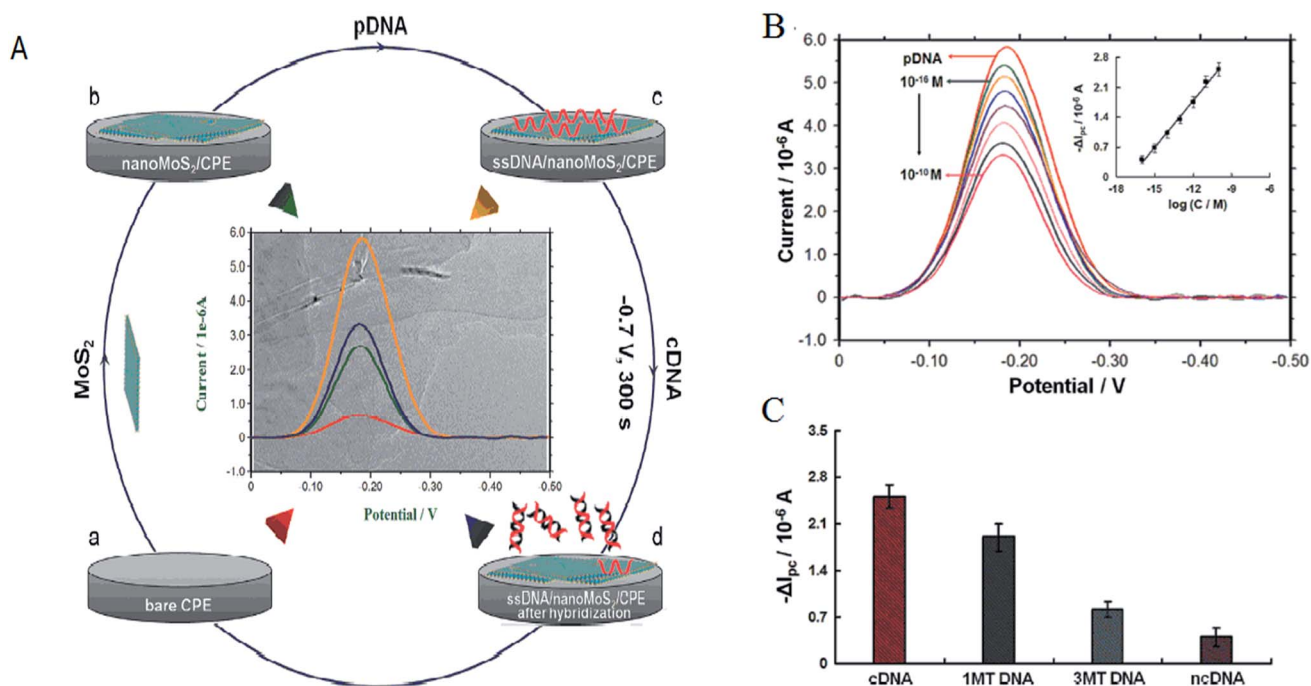 A
pDNA
b
nanoMoS₂/CPE
c
ssDNA/nanoMoS₂/CPE
MoS₂
-0.7 V, 300 s
cDNA
6.0
5.0
4.0
3.0
2.0
1.0
0
-1.0
Current / 1e-6A
0
-0.10
-0.20
-0.30
-0.40
-0.50
Potential / V
a
bare CPE
d
ssDNA/nanoMoS₂/CPE
after hybridization
B
6.0
5.0
4.0
3.0
2.0
1.0
0
-1.0
Current / 10⁻⁶ A
pDNA
10⁻¹⁶ M
10⁻¹⁰ M
2.8
2.1
1.4
0.7
0
-ΔIpc / 10⁻⁶ A
-18
-15
-12
-9
-6
log (C / M)
0
-0.10
-0.20
-0.30
-0.40
-0.50
Potential / V
C
3.5
2.8
2.1
1.4
0.7
0
-ΔIpc / 10⁻⁶ A
cDNA
1MT DNA
3MT DNA
ncDNA